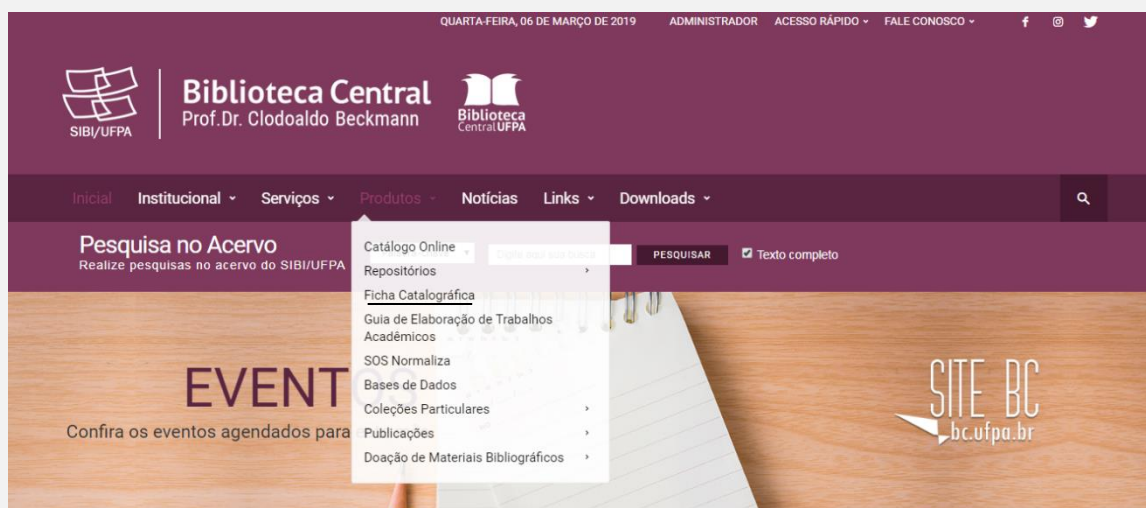 QUARTA-FEIRA, 06 DE MARÇO DE 2019 ADMINISTRADOR ACESSO RÁPIDO FALE CONOSCO
SIBI/UFPA
Biblioteca Central
Prof.Dr. Clodoaldo Beckmann
Biblioteca
Central UFPA
Inicial Institucional Serviços Produtos Notícias Links Downloads
Pesquisa no Acervo
Realize pesquisas no acervo do SIBI/UFPA
PESQUISAR Texto completo
Catálogo Online
Repositórios
Ficha Catalográfica
Guia de Elaboração de Trabalhos
Acadêmicos
SOS Normaliza
Bases de Dados
Coleções Particulares
Publicações
Doação de Materiais Bibliográficos
EVENTOS
Confira os eventos agendados para
SITE BC
bc.ufpa.br